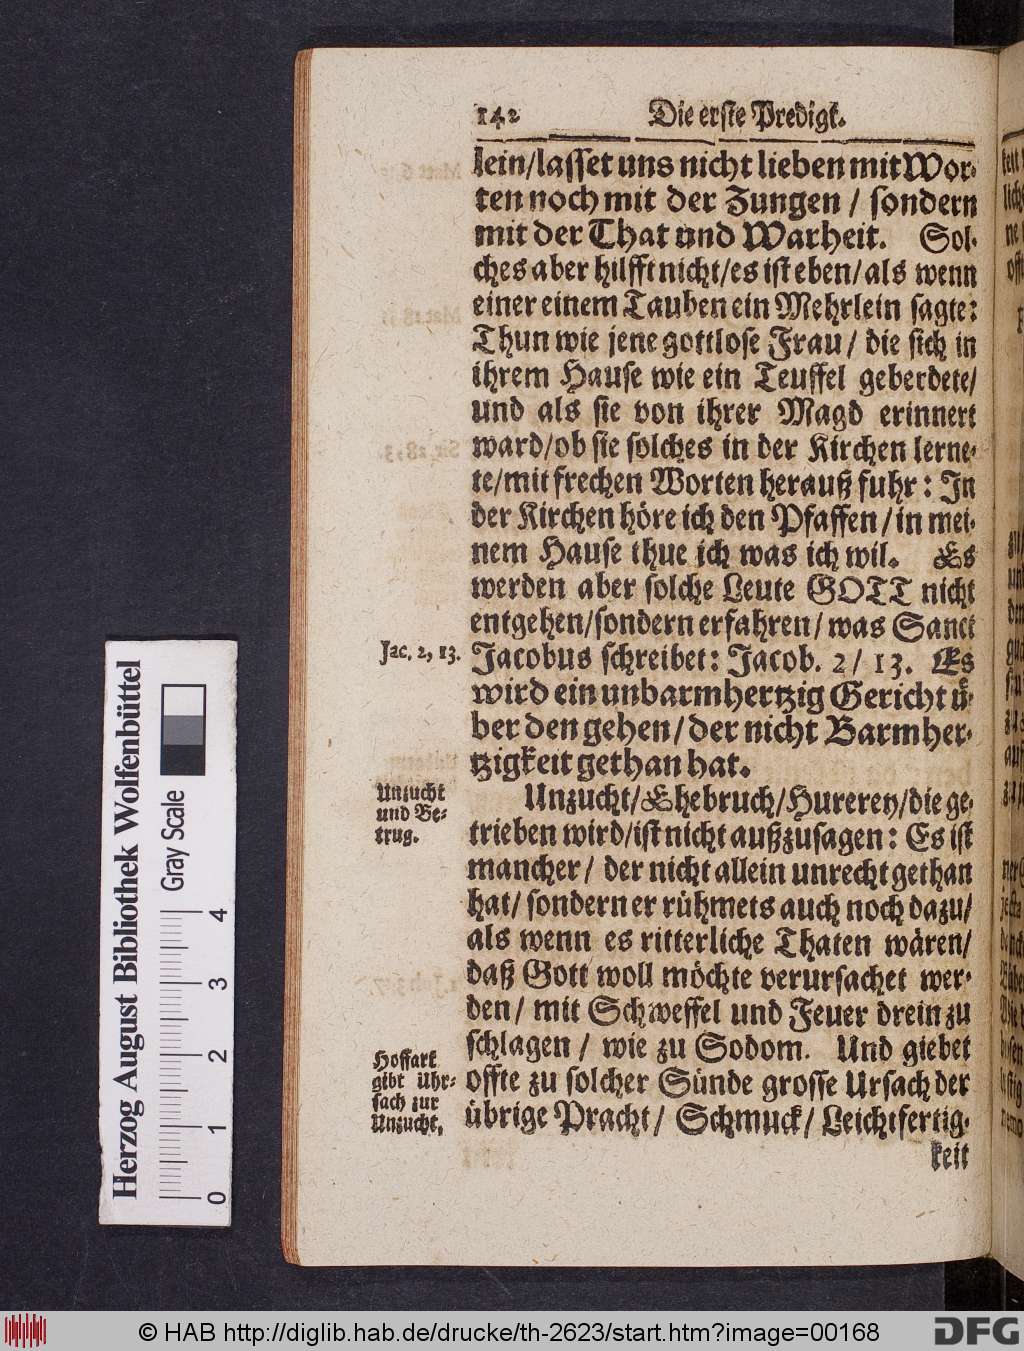 142 Die erste Predigt.
lein/lasset uns nicht lieben mit Wor-
ten noch mit der Zungen / sondern
mit der That und Warheit. Sol-
ches aber hilfft nicht/es ist eben/als wenn
einer einem Tauben ein Mehrlein sagte:
Thun wie jene gottlose Frau / die sich in
ihrem Hause wie ein Teuffel geberdete/
und als sie von ihrer Magd erinnert
ward/ob sie solches in der Kirchen lerne-
te/mit frechen Worten herauß fuhr: In
der Kirchen höre ich den Pfaffen/in mei-
nem Hause thue ich was ich wil. Es
werden aber solche Leute GOTT nicht
entgehen/sondern erfahren/was Sanct
Jac. 2, 13.
Jacobus schreibet: Jacob. 2/ 13. Es
wird ein unbarmhertzig Gericht ü-
ber den gehen/der nicht Barmher-
tzigkeit gethan hat.
Unzucht
und Be-
trug.
Unzucht/Ehebruch/Hurerey/die ge-
trieben wird/ist nicht außzusagen: Es ist
mancher/ der nicht allein unrecht gethan
hat/ sondern er rühmets auch noch dazu/
als wenn es ritterliche Thaten wären/
daß Gott woll möchte verursachet wer-
den/ mit Schweffel und Feuer drein zu
schlagen / wie zu Sodom. Und giebet
Hoffart
gibt Uhr-
sach zur
Unzucht,
offte zu solcher Sünde grosse Ursach der
übrige Pracht/ Schmuck/ Leichtfertig-
keit
Herzog August Bibliothek Wolfenbüttel
Gray Scale
0 1 2 3 4
© HAB http://diglib.hab.de/drucke/th-2623/start.htm?image=00168
DFG